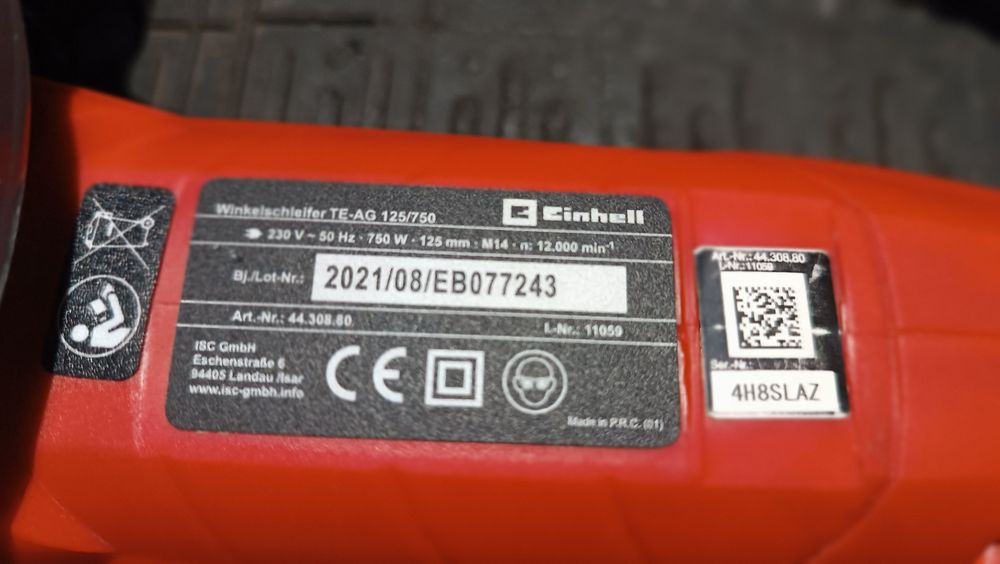 Winkelschleifer TE-AG 125/750
Einhell
230 V ~ 50 Hz · 750 W · 125 mm · M14 · n: 12.000 min⁻¹
Bj./Lot-Nr.: 2021/08/EB077243
Art.-Nr.: 44.308.80 I.-Nr.: 11059
ISC GmbH
Eschenstraße 6
94405 Landau /Isar
www.isc-gmbh.info
CE
Made in P.R.C. (01)
Art.-Nr.: 44.308.80
I.-Nr.: 11059
Ser.-Nr.:
4H8SLAZ